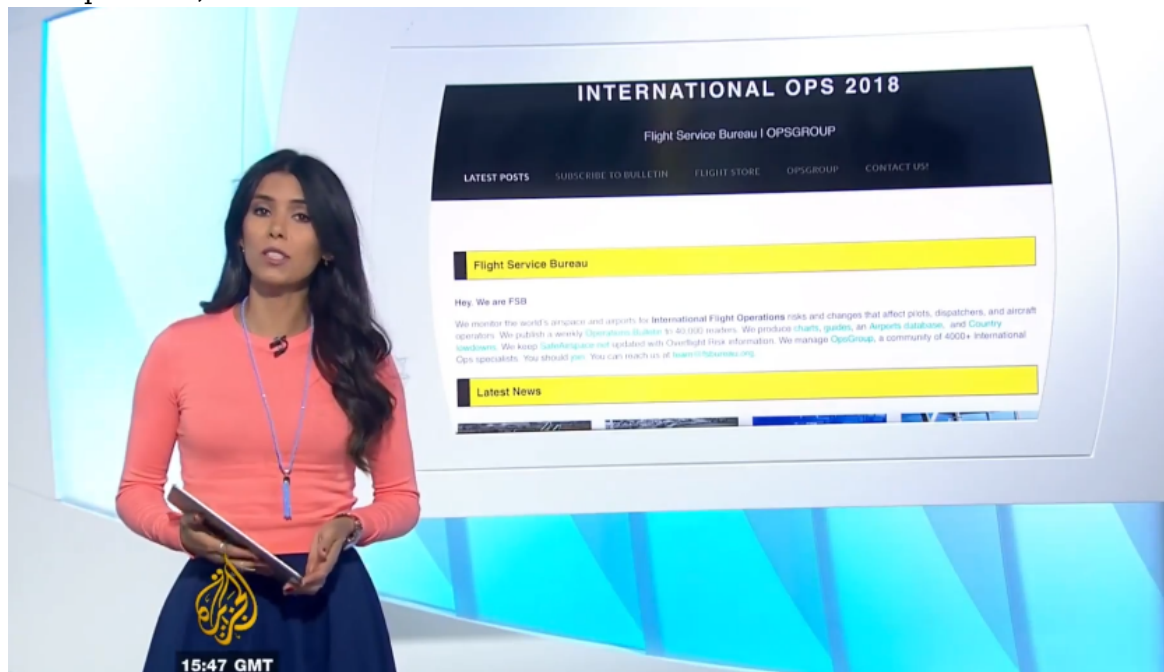 INTERNATIONAL OPS 2018
Flight Service Bureau | OPSGROUP
LATEST POSTS SUBSCRIBE TO BULLETIN FLIGHT STORE OPSGROUP CONTACT US!
Flight Service Bureau
Hey. We are FSB
We monitor the world's airspace and airports for International Flight Operations risks and changes that affect pilots, dispatchers, and aircraft
operators. We publish a weekly Operations Bulletin to 40,000 readers. We produce charts, guides, an Airports database, and Country
lowdowns. We keep SafeAirspace.net updated with Overflight Risk information. We manage OpsGroup, a community of 4000+ International
Ops specialists. You should join. You can reach us at team@fsbureau.org
Latest News
الجزيرة
15:47 GMT